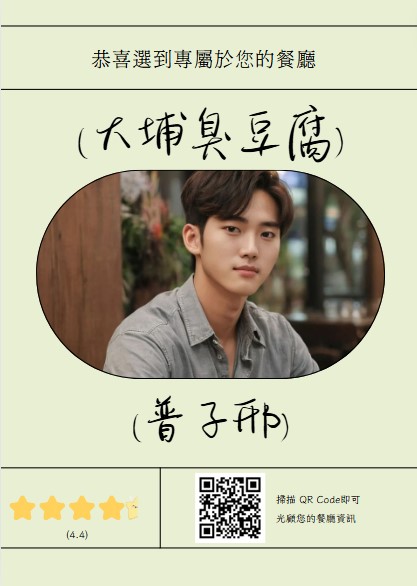 恭喜選到專屬於您的餐廳
(大埔臭豆腐)
(普子邢)
(4.4)
掃描 QR Code即可
光顧您的餐廳資訊